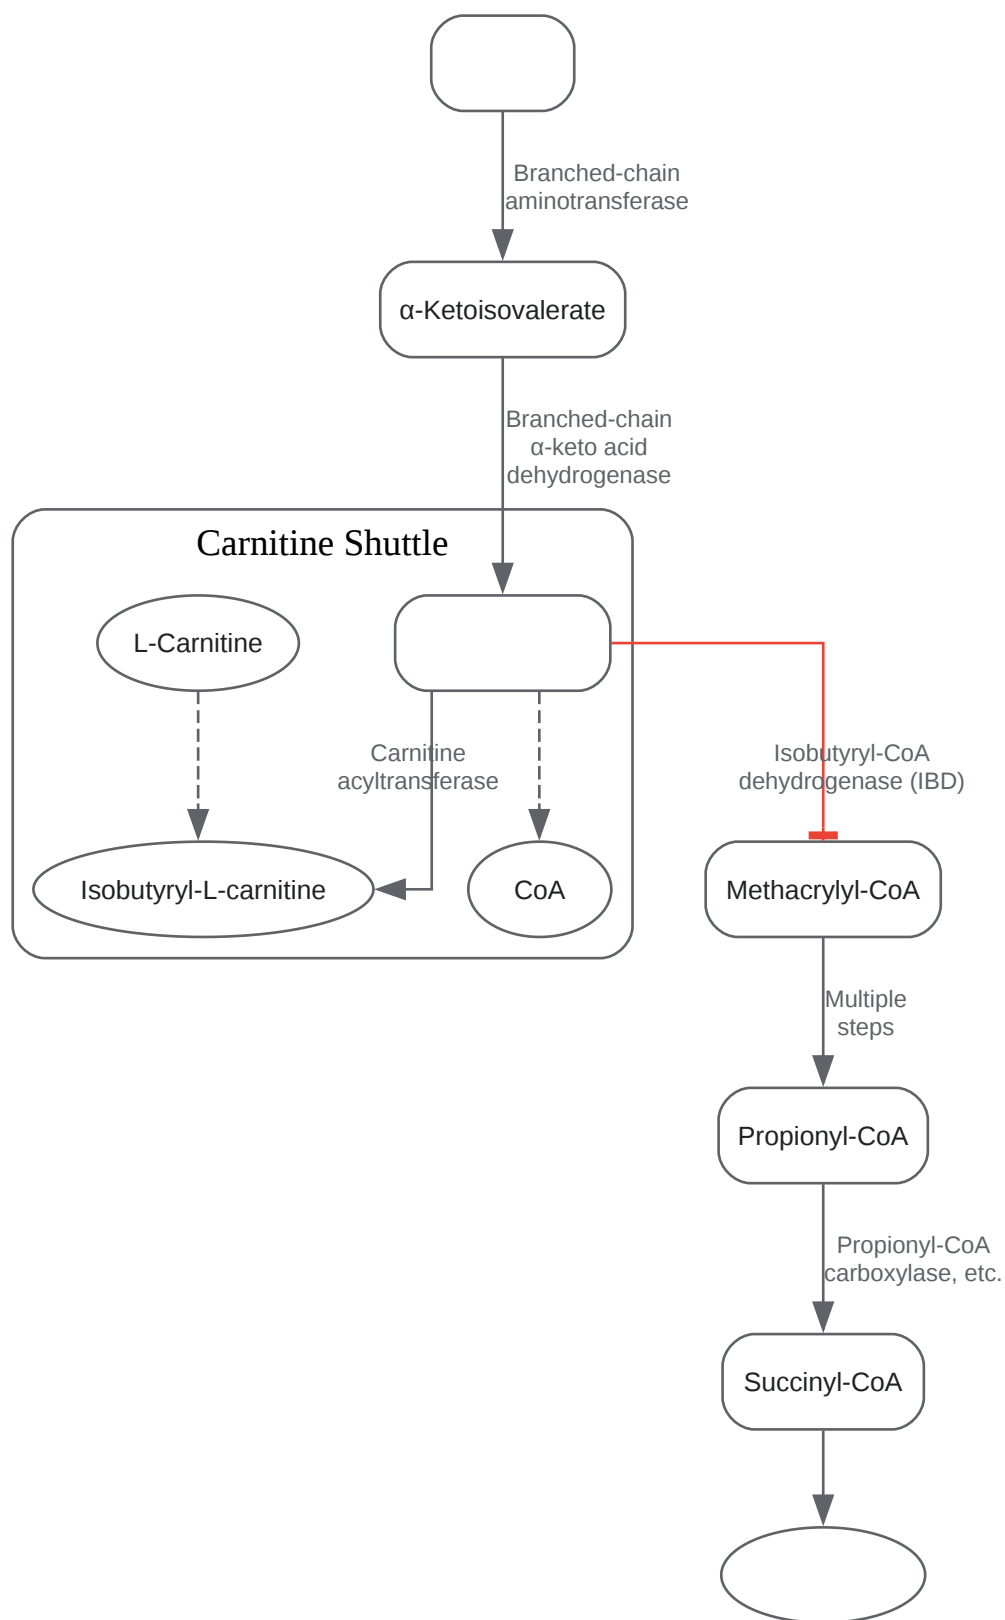 Branched-chain
aminotransferase
α-Ketoisovalerate
Branched-chain
α-keto acid
dehydrogenase
Carnitine Shuttle
L-Carnitine
Carnitine
acyltransferase
Isobutyryl-CoA
dehydrogenase (IBD)
Isobutyryl-L-carnitine
CoA
Methacrylyl-CoA
Multiple
steps
Propionyl-CoA
Propionyl-CoA
carboxylase, etc.
Succinyl-CoA